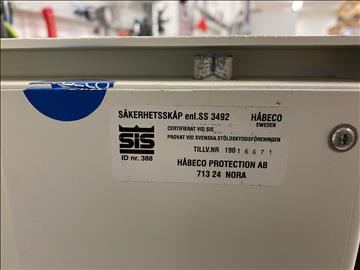 SÄKERHETSSKÅP enl. SS 3492
HÅBECO
SWEDEN
SIS
CERTIFIERAT VID SIS
PROVAT VID SVENSKA STÖLDSKYDDSFÖRENINGEN
TILLV.NR 19016671
ID nr. 388
HÅBECO PROTECTION AB
713 24 NORA